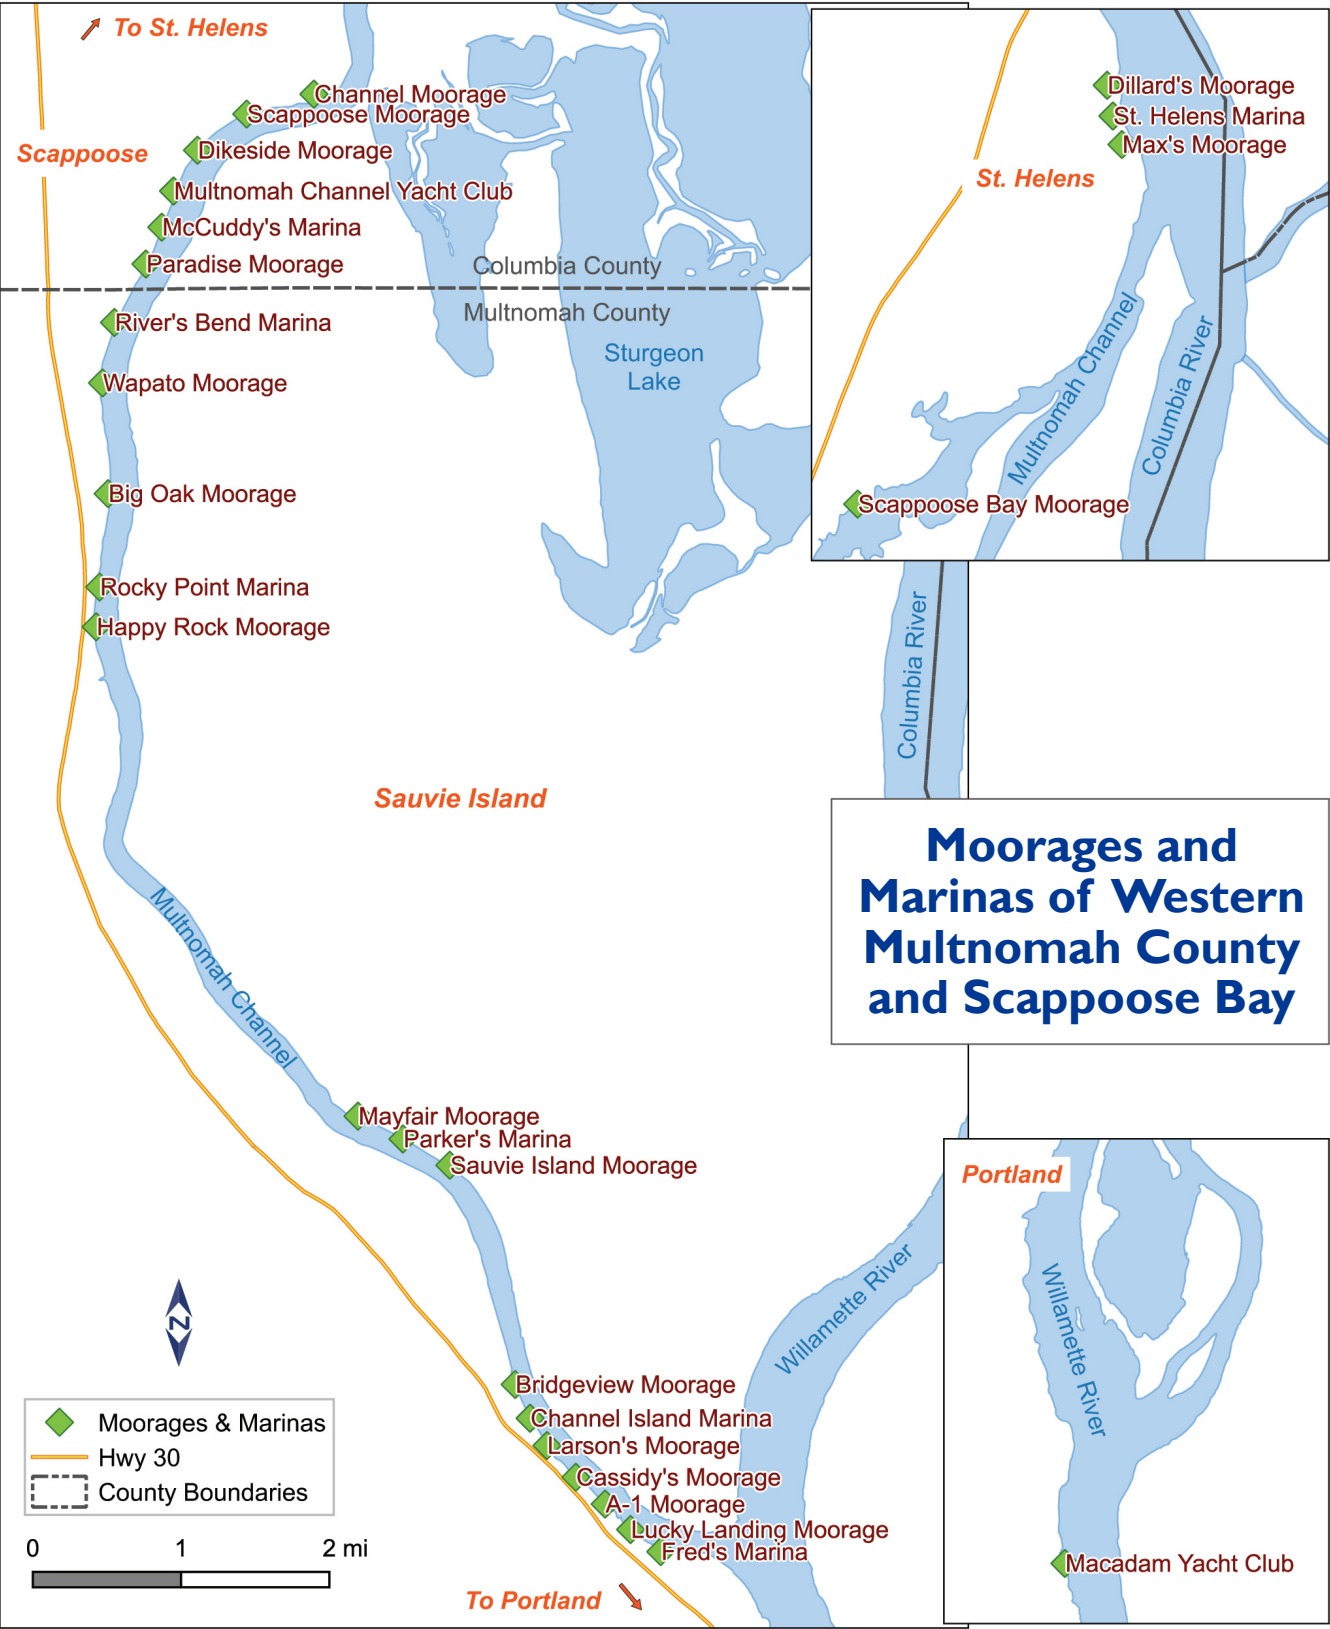 To St. Helens
Channel Moorage
Scappoose Moorage
Scappoose
Dikeside Moorage
Multnomah Channel Yacht Club
McCuddy's Marina
Paradise Moorage
Columbia County
Multnomah County
River's Bend Marina
Sturgeon
Lake
Wapato Moorage
Big Oak Moorage
Rocky Point Marina
Happy Rock Moorage
Sauvie Island
Multnomah Channel
Mayfair Moorage
Parker's Marina
Sauvie Island Moorage
Willamette River
Bridgeview Moorage
Channel Island Marina
Larson's Moorage
Cassidy's Moorage
A-1 Moorage
Lucky Landing Moorage
Fred's Marina
To Portland
N
Moorages & Marinas
Hwy 30
County Boundaries
0 1 2 mi
Dillard's Moorage
St. Helens Marina
Max's Moorage
St. Helens
Multnomah Channel
Columbia River
Scappoose Bay Moorage
Columbia River
Moorages and
Marinas of Western
Multnomah County
and Scappoose Bay
Portland
Willamette River
Macadam Yacht Club